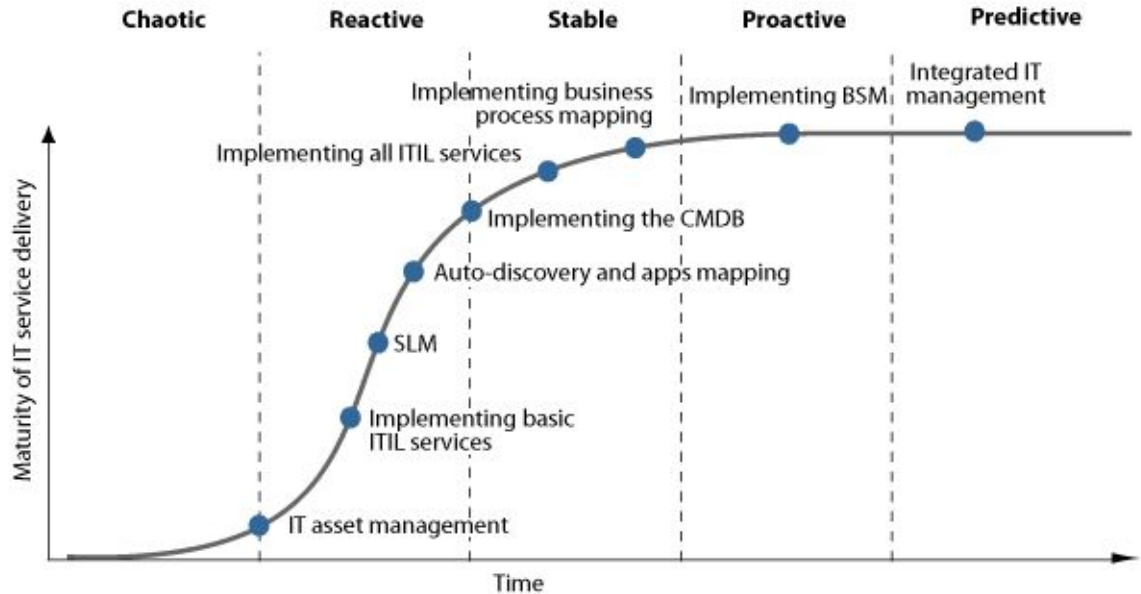 Chaotic
Reactive
Stable
Proactive
Predictive
Implementing business
process mapping
Implementing BSM
Integrated IT
management
Implementing all ITIL services
Implementing the CMDB
Auto-discovery and apps mapping
SLM
Implementing basic
ITIL services
IT asset management
Maturity of IT service delivery
Time